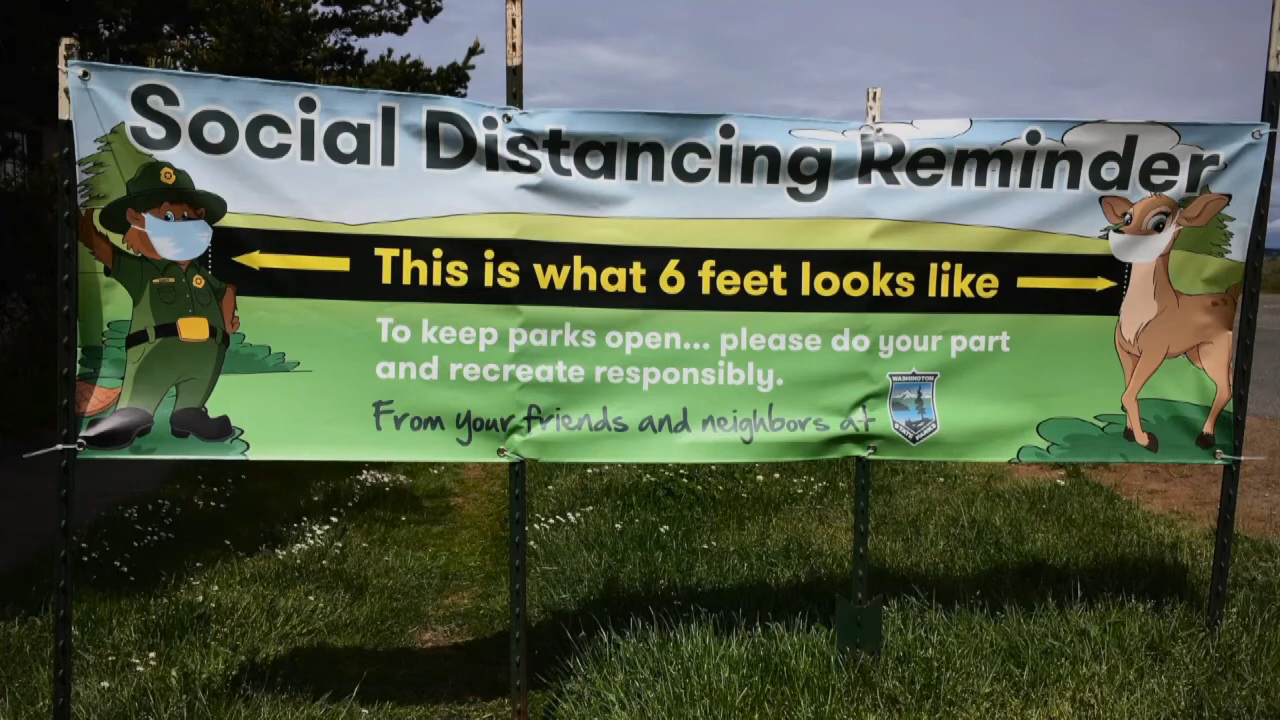 Social Distancing Reminder
This is what 6 feet looks like
To keep parks open... please do your part
and recreate responsibly.
From your friends and neighbors at
WASHINGTON
STATE PARKS